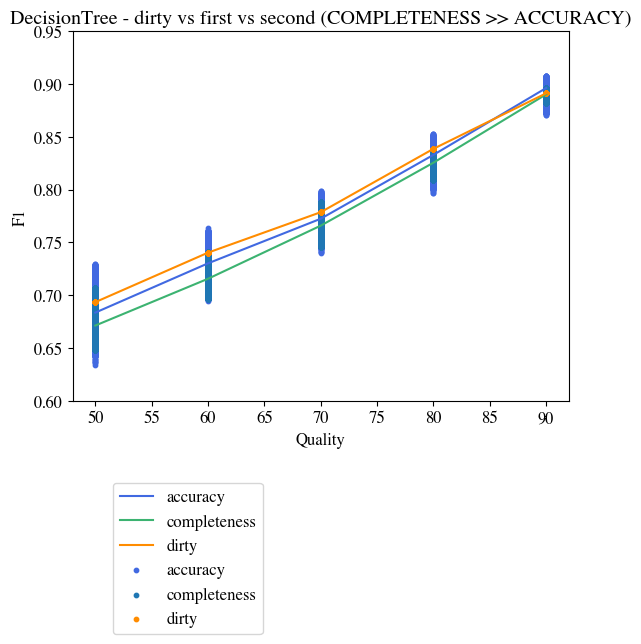 DecisionTree - dirty vs first vs second (COMPLETENESS >> ACCURACY)
0.95
0.90
0.85
0.80
0.75
0.70
0.65
0.60
F1
50 55 60 65 70 75 80 85 90
Quality
accuracy
completeness
dirty
accuracy
completeness
dirty